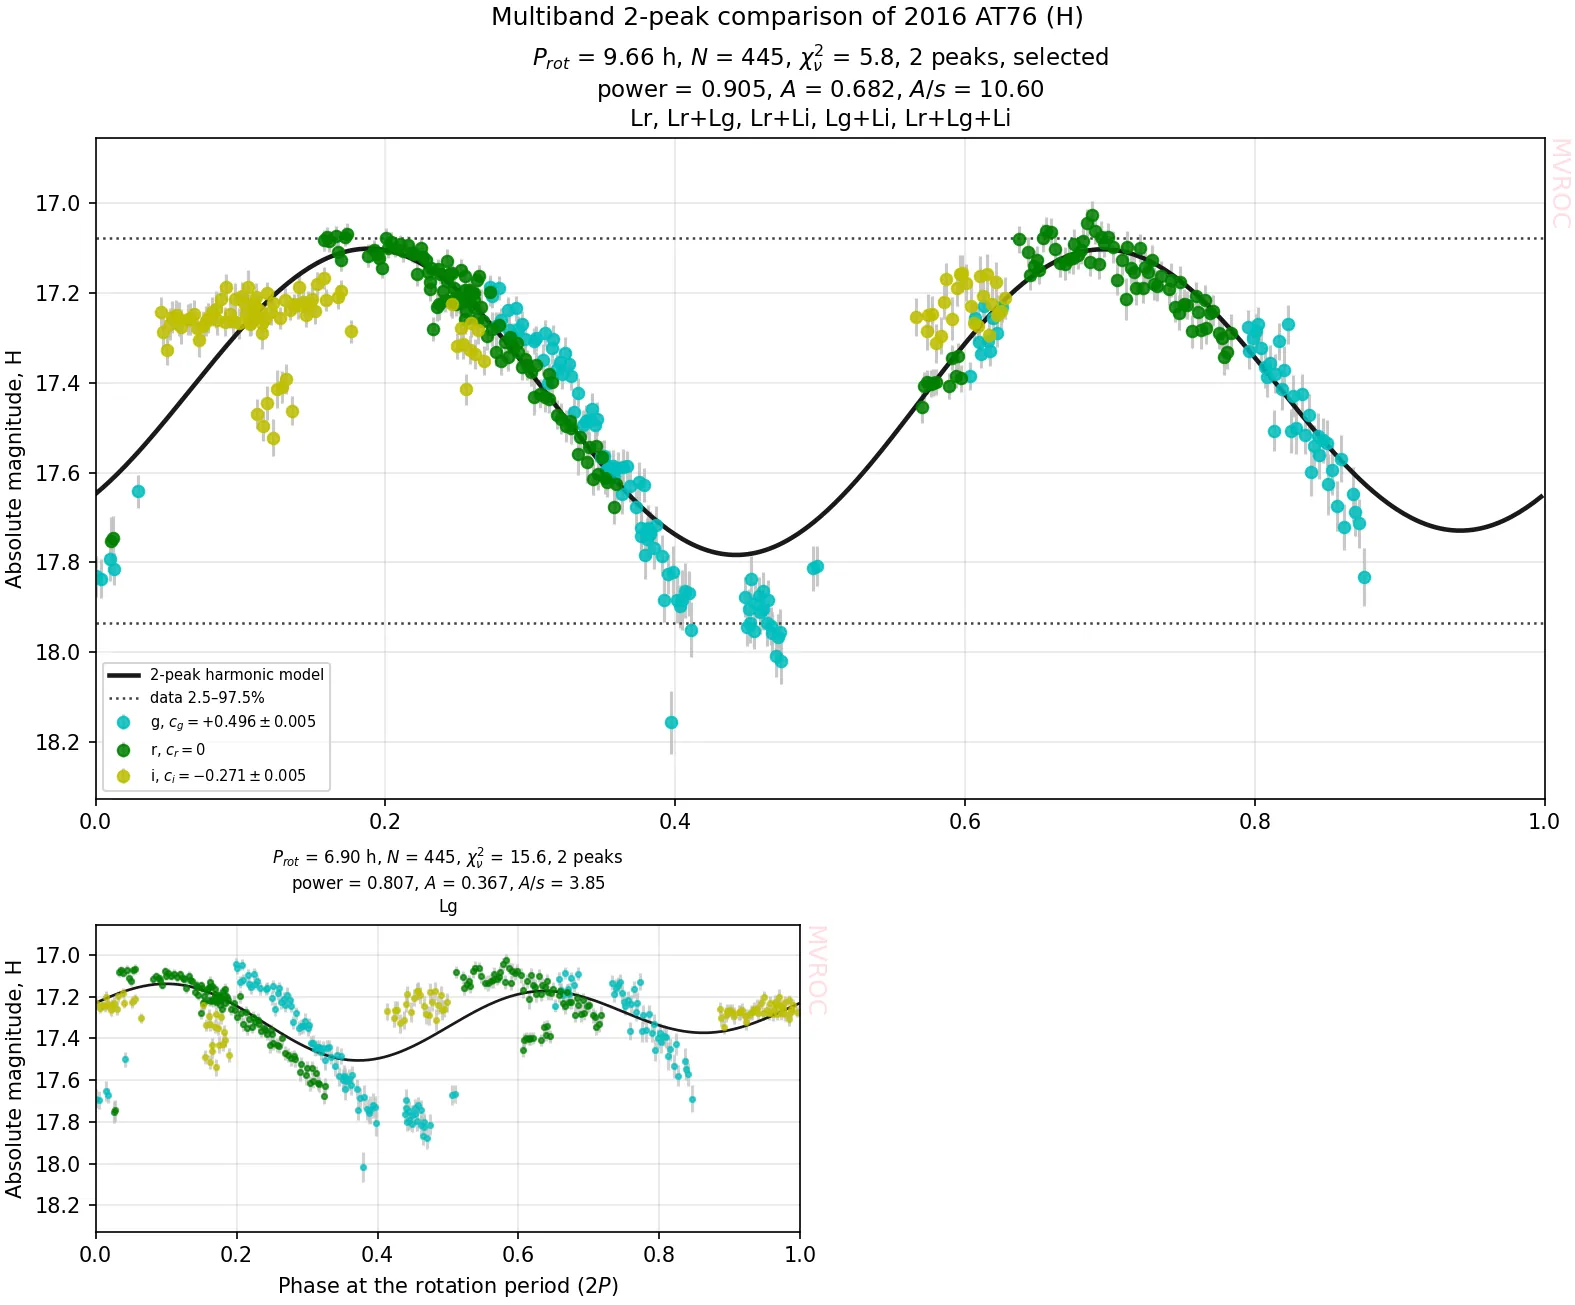 Multiband 2-peak comparison of 2016 AT76 (H)
P_rot = 9.66 h, N = 445, χ²_ν = 5.8, 2 peaks, selected
power = 0.905, A = 0.682, A/s = 10.60
Lr, Lr+Lg, Lr+Li, Lg+Li, Lr+Lg+Li
MVROC
Absolute magnitude, H
17.0
17.2
17.4
17.6
17.8
18.0
18.2
2-peak harmonic model
data 2.5–97.5%
g, c_g = +0.496 ± 0.005
r, c_r = 0
i, c_i = −0.271 ± 0.005
0.0 0.2 0.4 0.6 0.8 1.0
P_rot = 6.90 h, N = 445, χ²_ν = 15.6, 2 peaks
power = 0.807, A = 0.367, A/s = 3.85
Lg
MVROC
Absolute magnitude, H
17.0
17.2
17.4
17.6
17.8
18.0
18.2
0.0 0.2 0.4 0.6 0.8 1.0
Phase at the rotation period (2P)